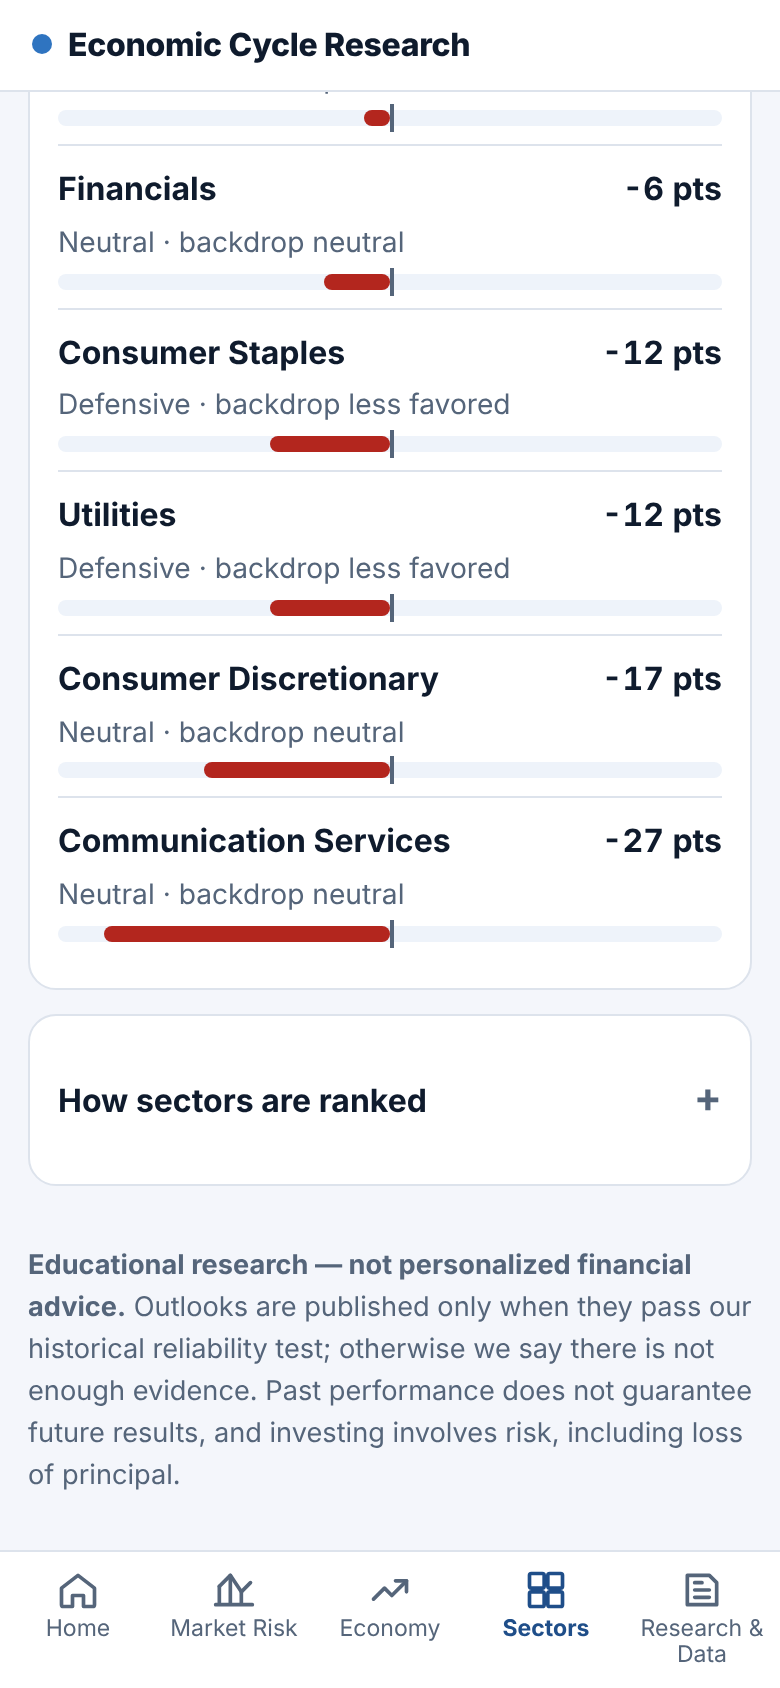 Economic Cycle Research
Financials
-6 pts
Neutral · backdrop neutral
Consumer Staples
-12 pts
Defensive · backdrop less favored
Utilities
-12 pts
Defensive · backdrop less favored
Consumer Discretionary
-17 pts
Neutral · backdrop neutral
Communication Services
-27 pts
Neutral · backdrop neutral
How sectors are ranked
+
Educational research — not personalized financial
advice. Outlooks are published only when they pass our
historical reliability test; otherwise we say there is not
enough evidence. Past performance does not guarantee
future results, and investing involves risk, including loss
of principal.
Home
Market Risk
Economy
Sectors
Research &
Data